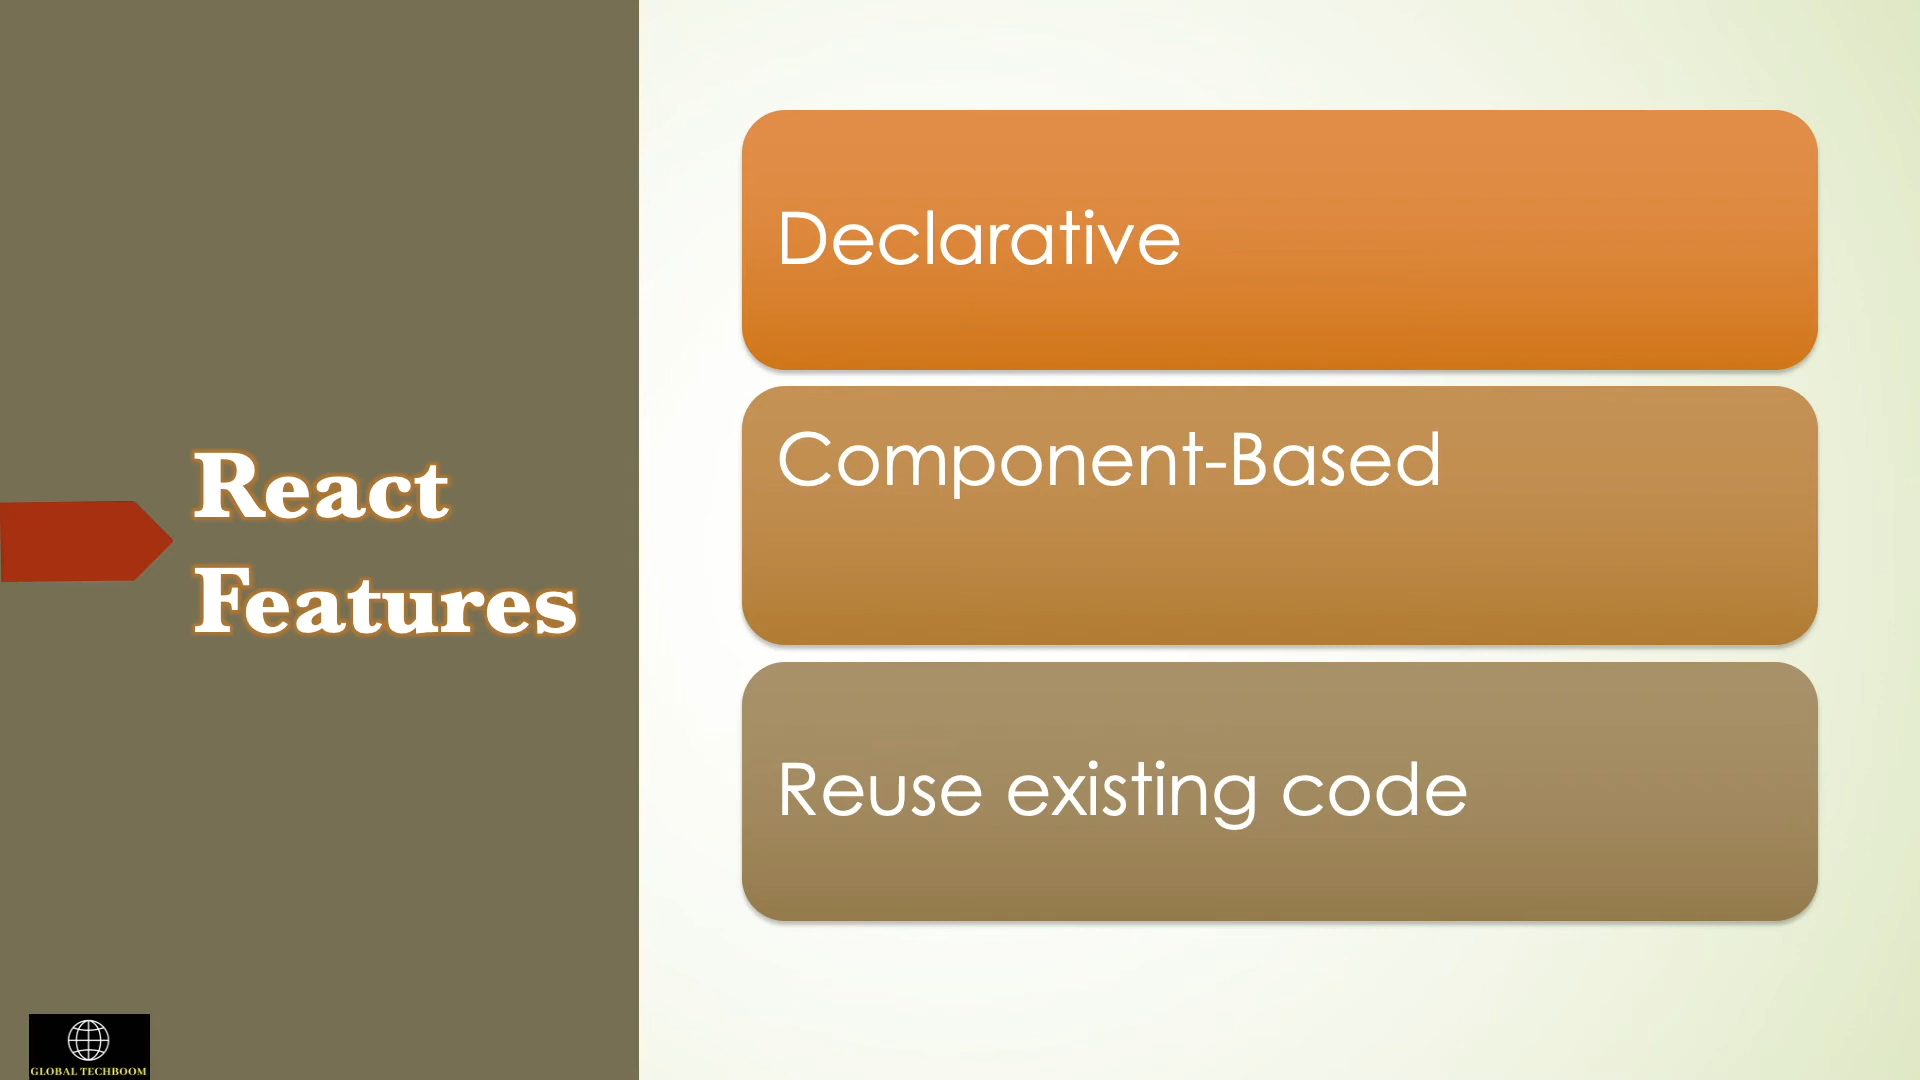 React
Features
Declarative
Component-Based
Reuse existing code
GLOBAL TECHBOOM